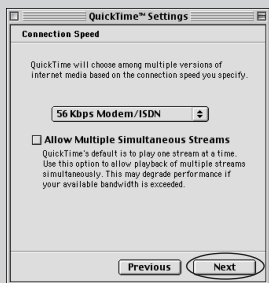 QuickTime™ Settings
Connection Speed
QuickTime will choose among multiple versions of
internet media based on the connection speed you specify.
56 Kbps Modem/ISDN
Allow Multiple Simultaneous Streams
QuickTime's default is to play one stream at a time.
Use this option to allow playback of multiple streams
simultaneously. This may degrade performance if
your available bandwidth is exceeded.
Previous
Next